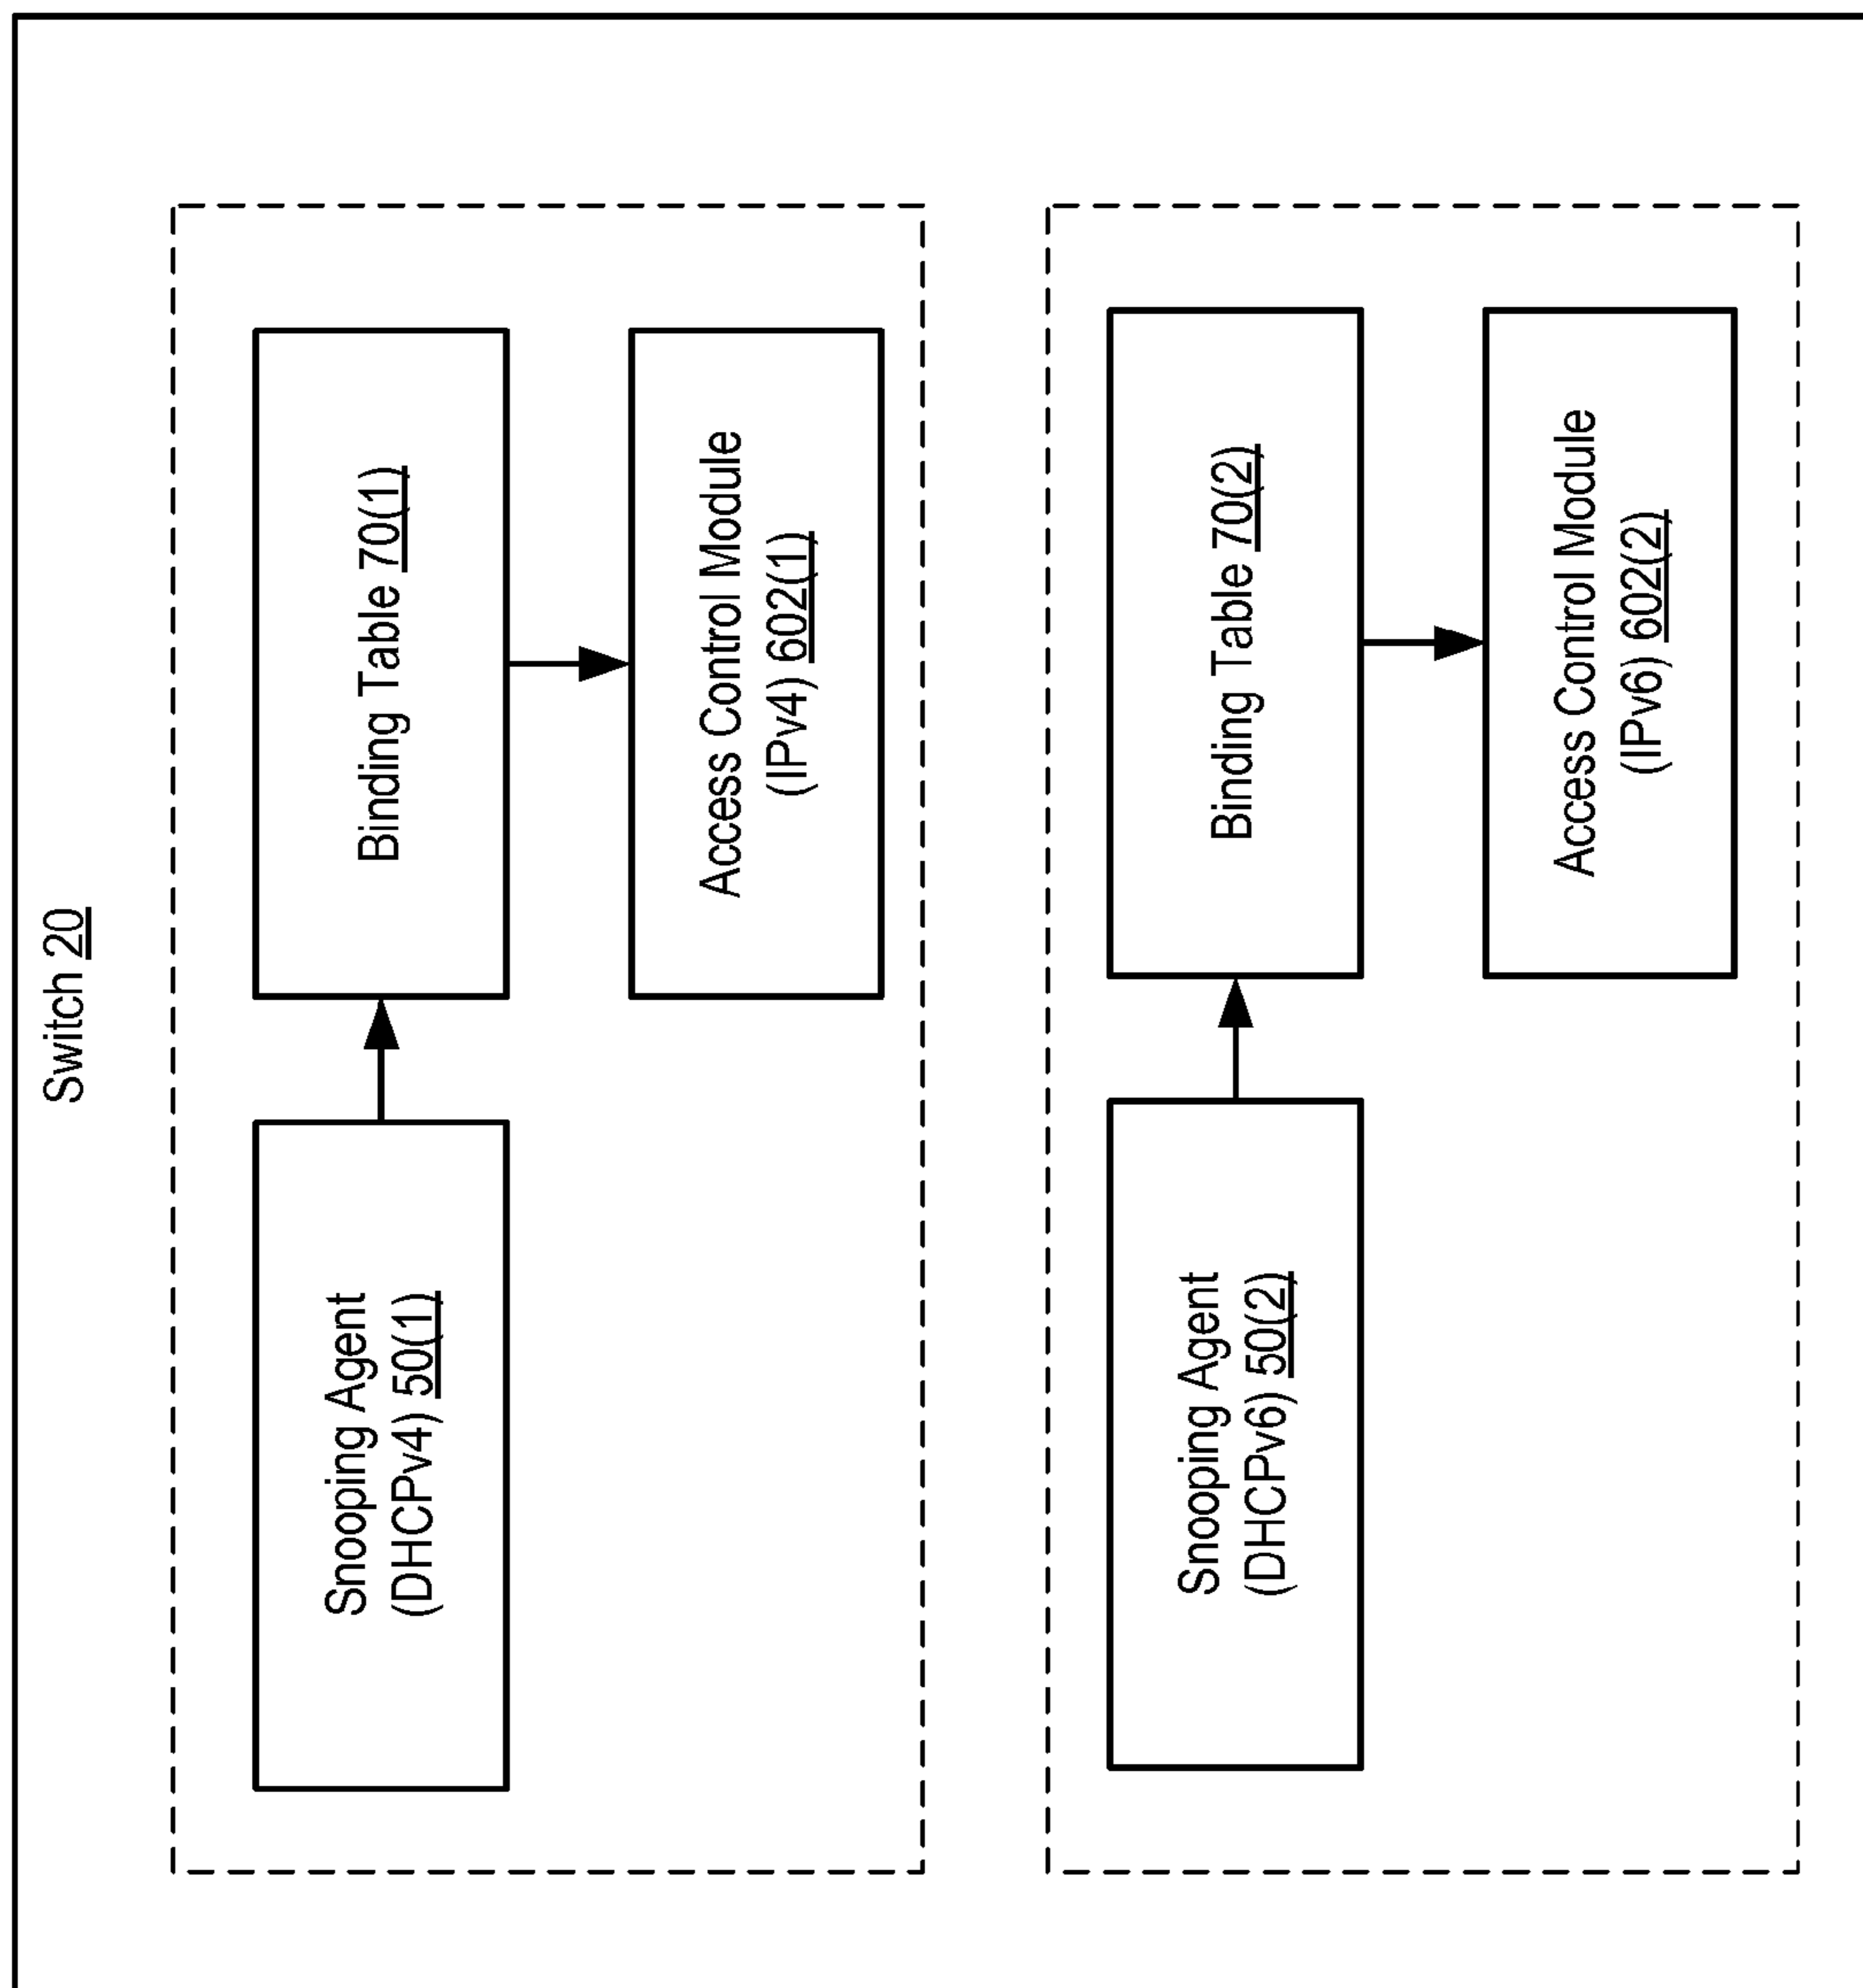 Switch 20
Snooping Agent
(DHCPv4) 50(1)
Binding Table 70(1)
Access Control Module
(IPv4) 602(1)
Snooping Agent
(DHCPv6) 50(2)
Binding Table 70(2)
Access Control Module
(IPv6) 602(2)